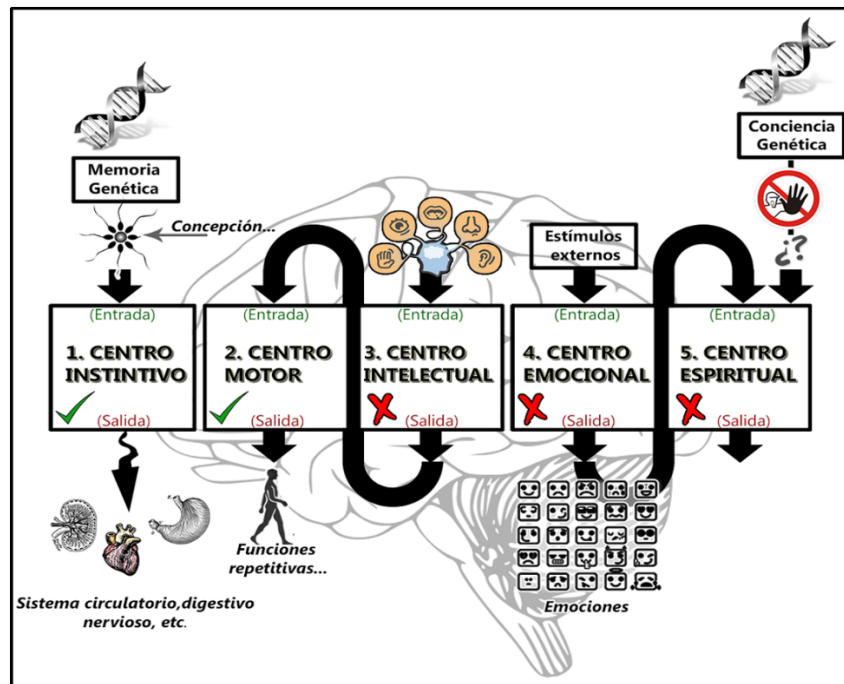 Memoria
Genética
Conciencia
Genética
Concepción...
Estímulos
externos
¿?
(Entrada)
1. CENTRO
INSTINTIVO
(Salida)
(Entrada)
2. CENTRO
MOTOR
(Salida)
(Entrada)
3. CENTRO
INTELECTUAL
(Salida)
(Entrada)
4. CENTRO
EMOCIONAL
(Salida)
(Entrada)
5. CENTRO
ESPIRITUAL
(Salida)
Sistema circulatorio,digestivo
nervioso, etc.
Funciones
repetitivas...
Emociones